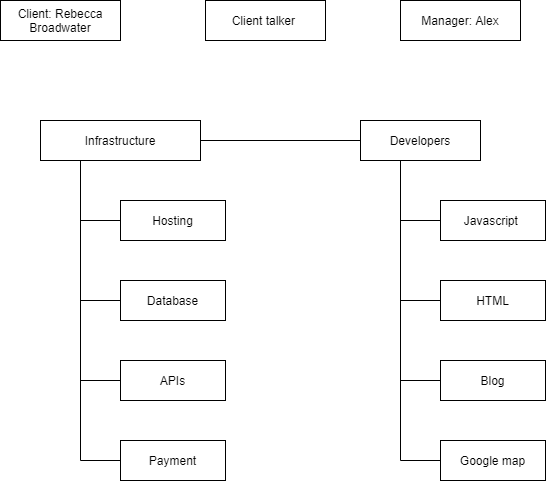 Client: Rebecca
Broadwater
Client talker
Manager: Alex
Infrastructure
Developers
Hosting
Javascript
Database
HTML
APIs
Blog
Payment
Google map